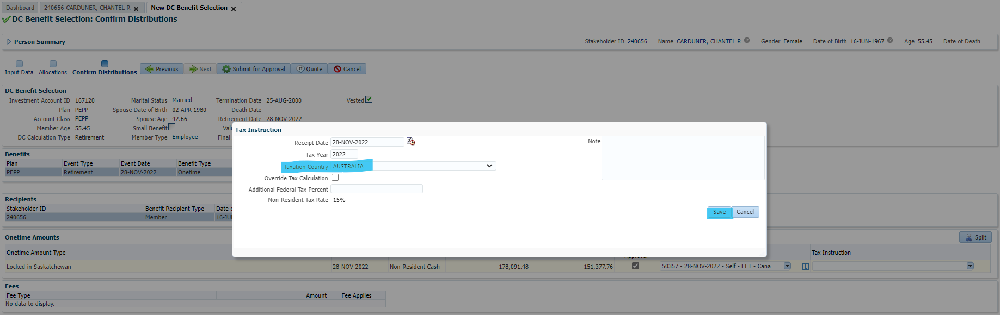 Dashboard 240656-CARDUNER, CHANTEL R New DC Benefit Selection
DC Benefit Selection: Confirm Distributions
Person Summary Stakeholder ID 240656 Name CARDUNER, CHANTEL R Gender Female Date of Birth 16-JUN-1967 Age 55.45 Date of Death
Input Data Allocations Confirm Distributions Previous Next Submit for Approval Quote Cancel
DC Benefit Selection
Investment Account ID 167120 Marital Status Married Termination Date 25-AUG-2000 Vested
Plan PEPP Spouse Date of Birth 02-APR-1980 Death Date
Account Class PEPP Spouse Age 42.66 Retirement Date 28-NOV-2022
Member Age 55.45 Small Benefit
DC Calculation Type Retirement Member Type Employee Final
Tax Instruction
Receipt Date 28-NOV-2022 Note
Tax Year 2022
Taxation Country AUSTRALIA
Override Tax Calculation
Additional Federal Tax Percent
Non-Resident Tax Rate 15%
Save Cancel
Benefits
Plan Event Type Event Date Benefit Type
PEPP Retirement 28-NOV-2022 Onetime
Recipients
Stakeholder ID Benefit Recipient Type Date
240656 Member
Onetime Amounts Split
Onetime Amount Type Tax Instruction
Locked-in Saskatchewan 28-NOV-2022 Non-Resident Cash 178,091.48 151,377.76 50357 - 28-NOV-2022 - Self - EFT - Cana
Fees
Fee Type Amount Fee Applies
No data to display.